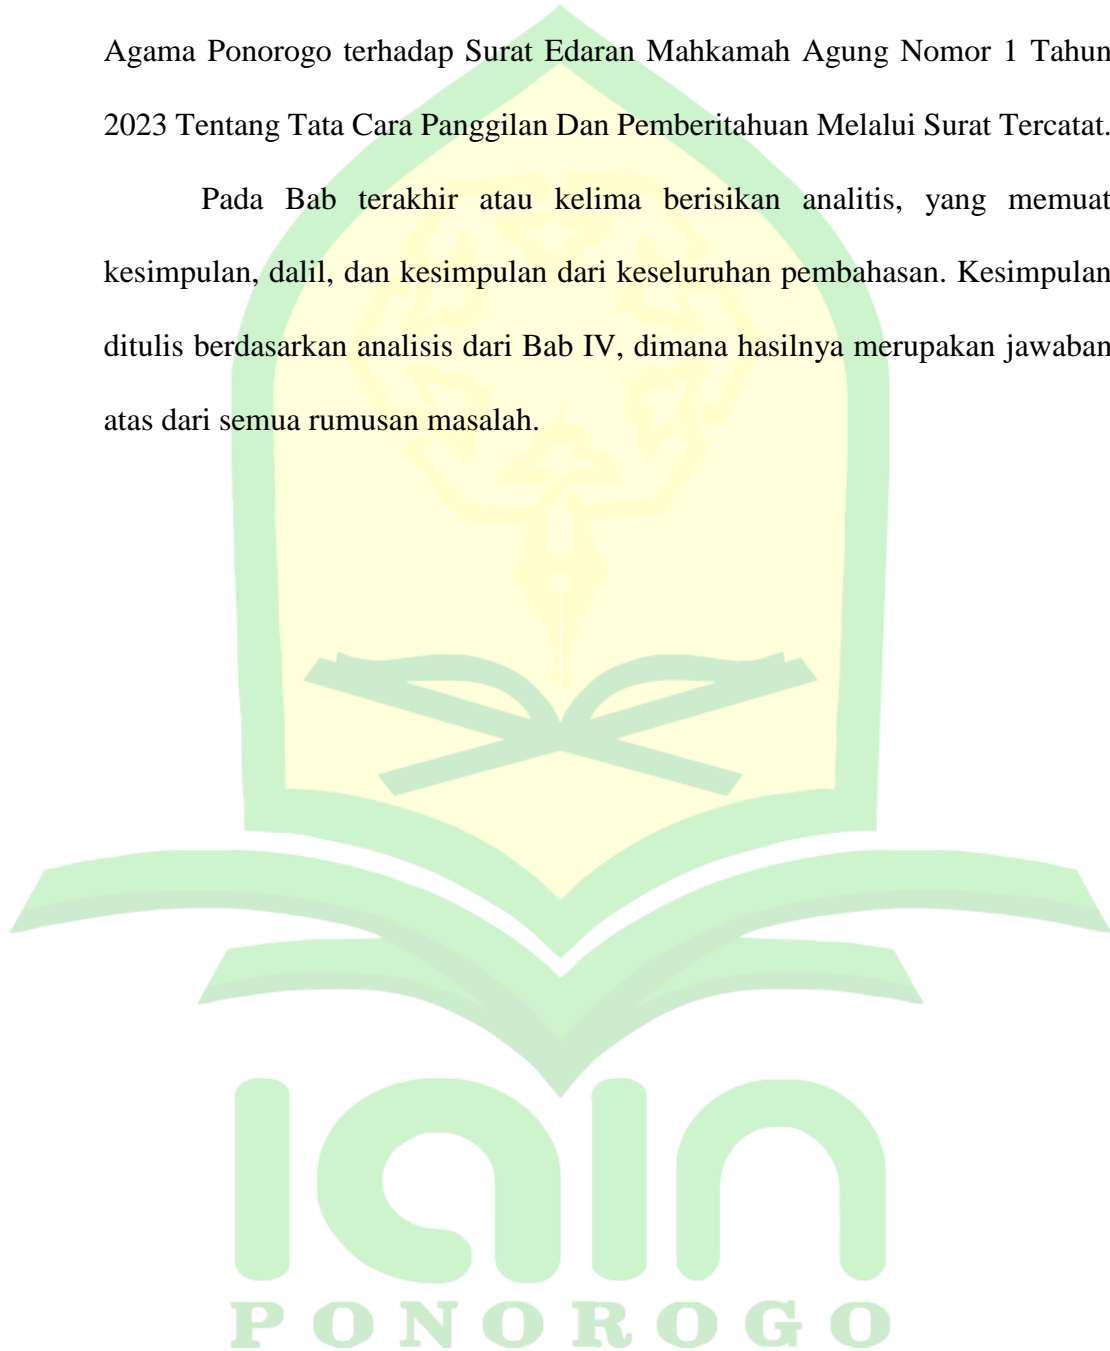 Agama Ponorogo terhadap Surat Edaran Mahkamah Agung Nomor 1 Tahun
2023 Tentang Tata Cara Panggilan Dan Pemberitahuan Melalui Surat Tercatat.
Pada Bab terakhir atau kelima berisikan analitis, yang memuat
kesimpulan, dalil, dan kesimpulan dari keseluruhan pembahasan. Kesimpulan
ditulis berdasarkan analisis dari Bab IV, dimana hasilnya merupakan jawaban
atas dari semua rumusan masalah.
iain
PONOROGO